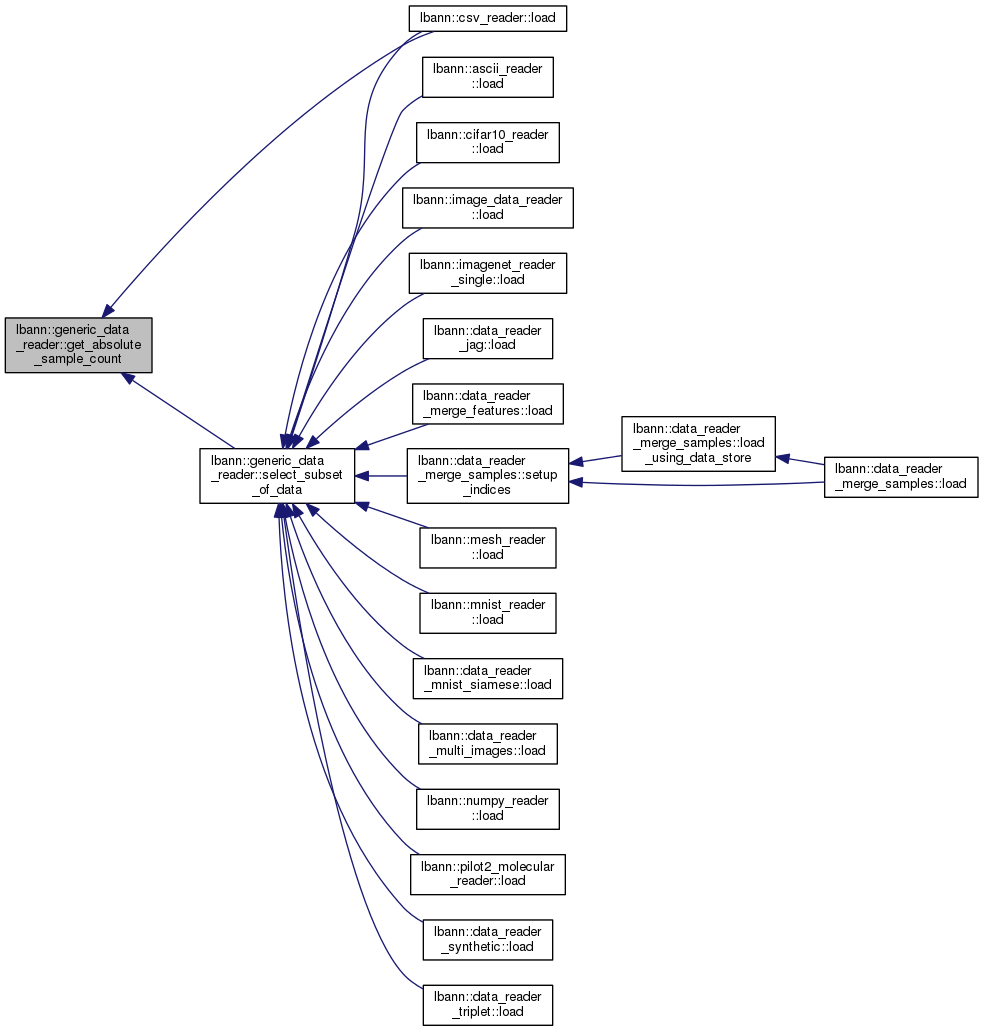 lbann::csv_reader::load
lbann::ascii_reader
::load
lbann::cifar10_reader
::load
lbann::image_data_reader
::load
lbann::imagenet_reader
_single::load
lbann::generic_data
_reader::get_absolute
_sample_count
lbann::data_reader
_jag::load
lbann::data_reader
_merge_features::load
lbann::generic_data
_reader::select_subset
_of_data
lbann::data_reader
_merge_samples::setup
_indices
lbann::data_reader
_merge_samples::load
_using_data_store
lbann::data_reader
_merge_samples::load
lbann::mesh_reader
::load
lbann::mnist_reader
::load
lbann::data_reader
_mnist_siamese::load
lbann::data_reader
_multi_images::load
lbann::numpy_reader
::load
lbann::pilot2_molecular
_reader::load
lbann::data_reader
_synthetic::load
lbann::data_reader
_triplet::load